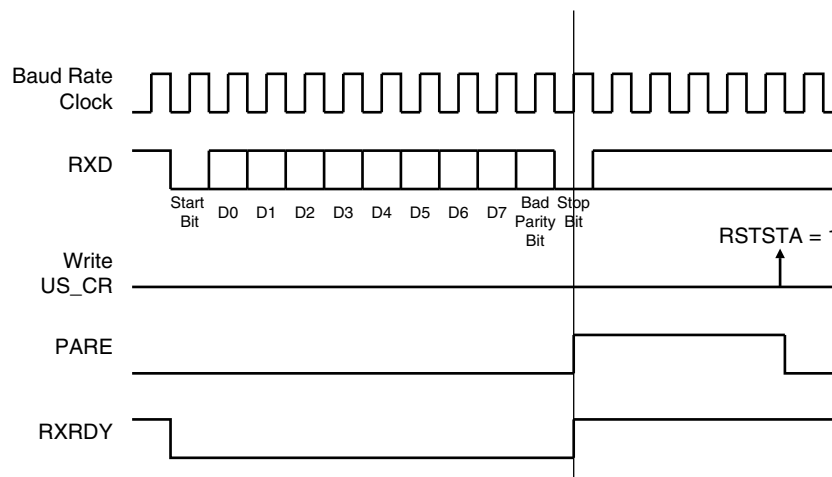 Baud Rate
Clock
RXD
Start
Bit
D0 D1 D2 D3 D4 D5 D6 D7
Bad
Parity
Bit
Stop
Bit
RSTSTA =
Write
US_CR
PARE
RXRDY